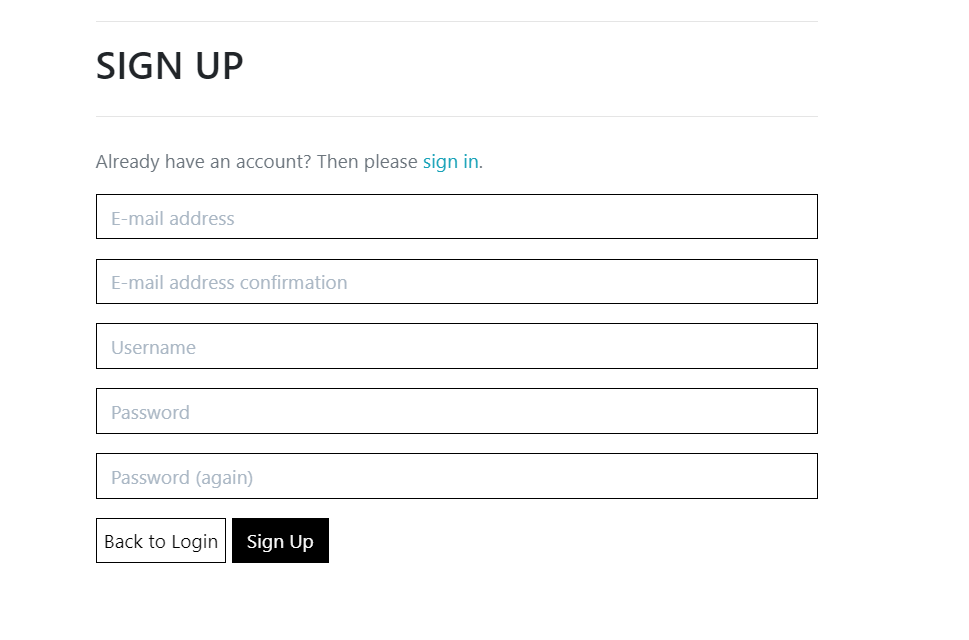 SIGN UP
Already have an account? Then please sign in.
E-mail address
E-mail address confirmation
Username
Password
Password (again)
Back to Login Sign Up